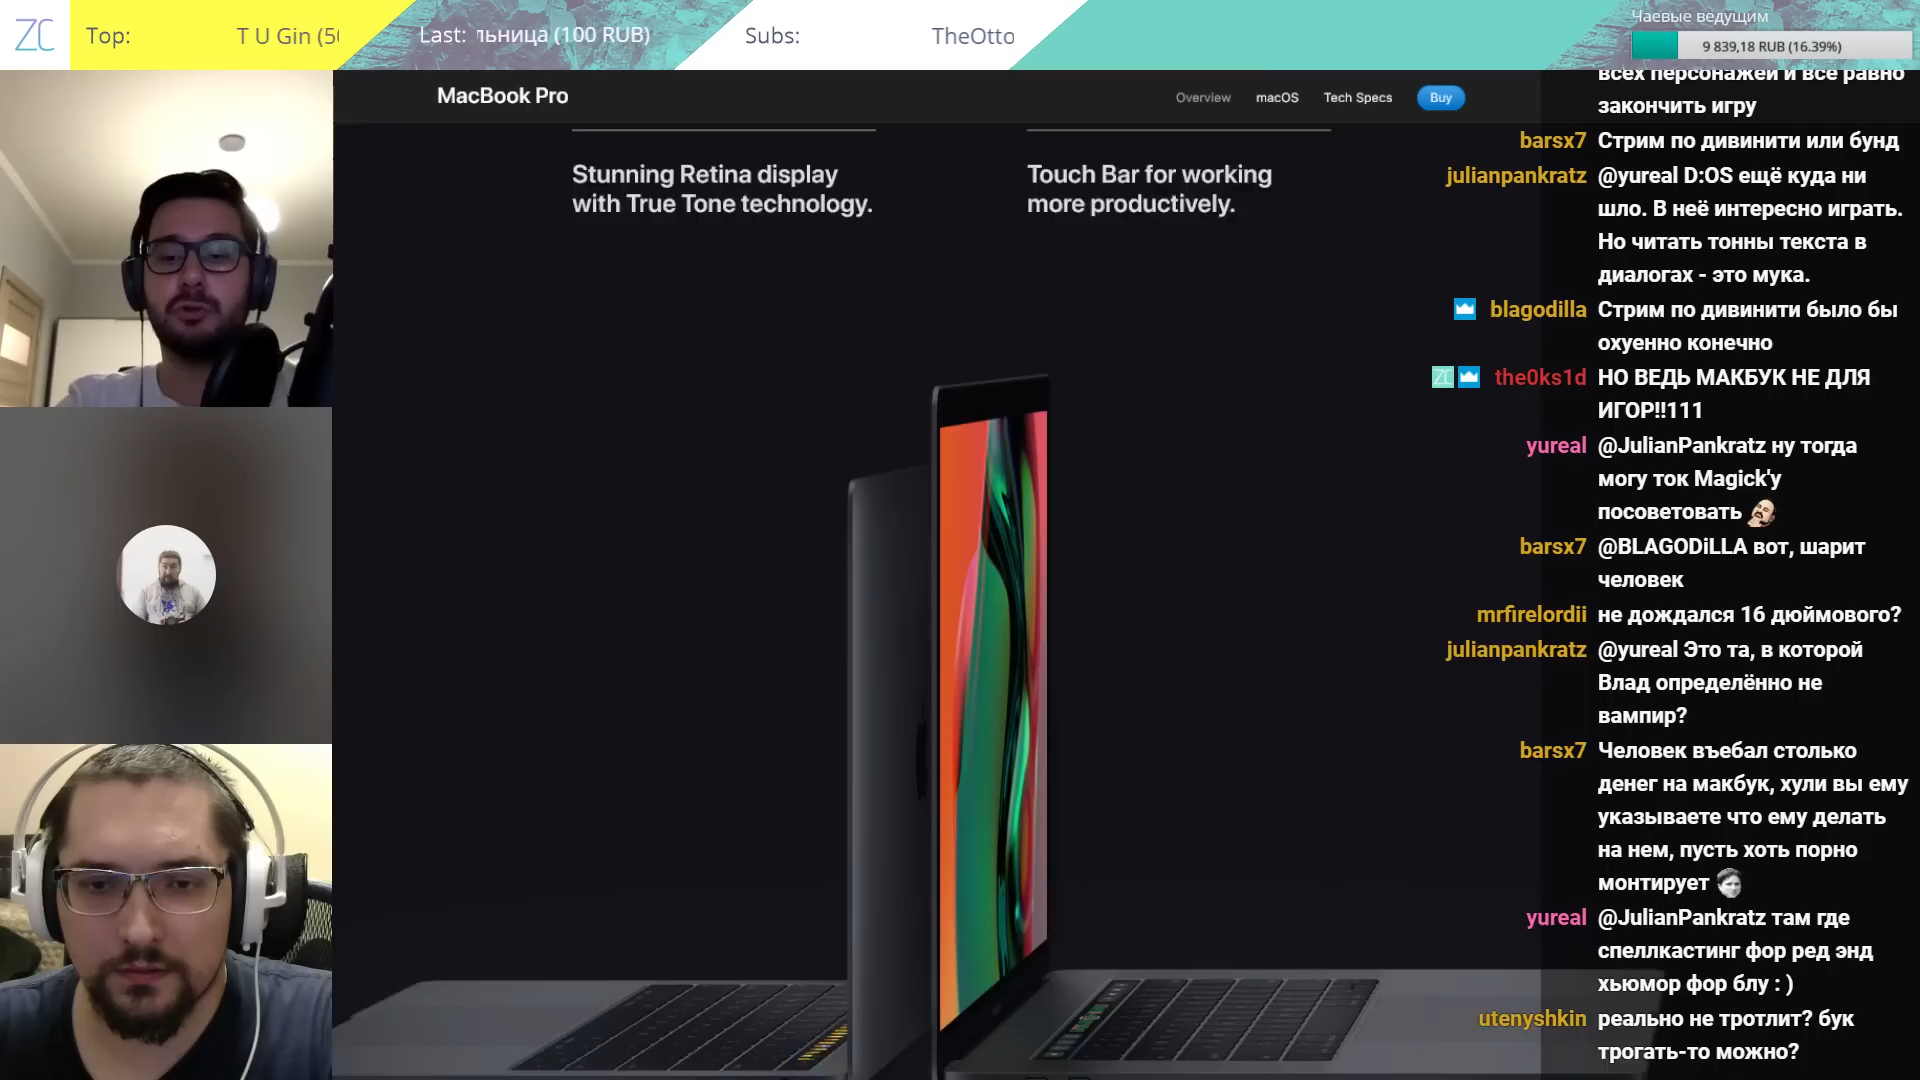 ZC
Top:
T U Gin (5
Last:
льница (100 RUB)
Subs:
TheOtto
Чаевые ведущим
9 839,18 RUB (16.39%)
MacBook Pro
Overview
macOS
Tech Specs
Buy
Stunning Retina display
with True Tone technology.
Touch Bar for working
more productively.
всех персонажей и все равно
закончить игру
barsx7 Стрим по дивинити или бунд
julianpankratz @yureal D:OS ещё куда ни
шло. В неё интересно играть.
Но читать тонны текста в
диалогах - это мука.
blagodilla Стрим по дивинити было бы
охуенно конечно
ZC the0ks1d НО ВЕДЬ МАКБУК НЕ ДЛЯ
ИГОР!!111
yureal @JulianPankratz ну тогда
могу ток Magick'у
посоветовать
barsx7 @BLAGODiLLA вот, шарит
человек
mrfirelordii не дождался 16 дюймового?
julianpankratz @yureal Это та, в которой
Влад определённо не
вампир?
barsx7 Человек въебал столько
денег на макбук, хули вы ему
указываете что ему делать
на нем, пусть хоть порно
монтирует
yureal @JulianPankratz там где
спеллкастинг фор ред энд
хьюмор фор блу : )
utenyshkin реально не тротлит? бук
трогать-то можно?